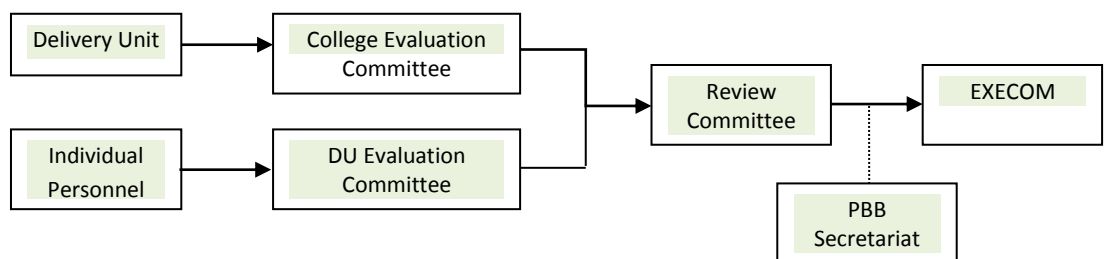 Delivery Unit
College Evaluation
Committee
Individual
Personnel
DU Evaluation
Committee
Review
Committee
EXECOM
PBB
Secretariat